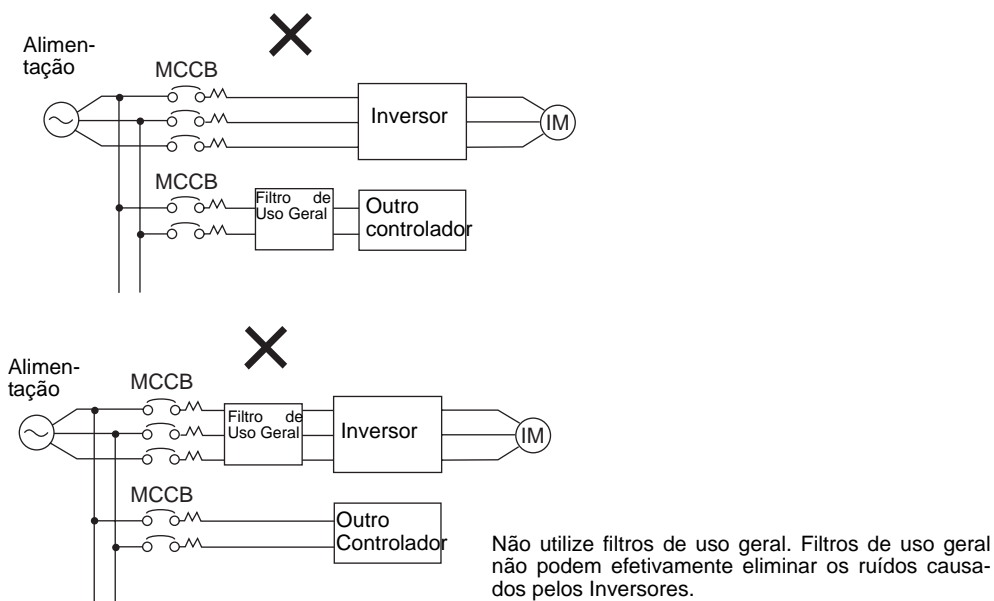 Alimen-
tação
MCCB
Inversor
IM
MCCB
Filtro de
Uso Geral
Outro
controlador
Alimen-
tação
MCCB
Filtro de
Uso Geral
Inversor
IM
MCCB
Outro
Controlador
Não utilize filtros de uso geral. Filtros de uso geral
não podem efetivamente eliminar os ruídos causa-
dos pelos Inversores.